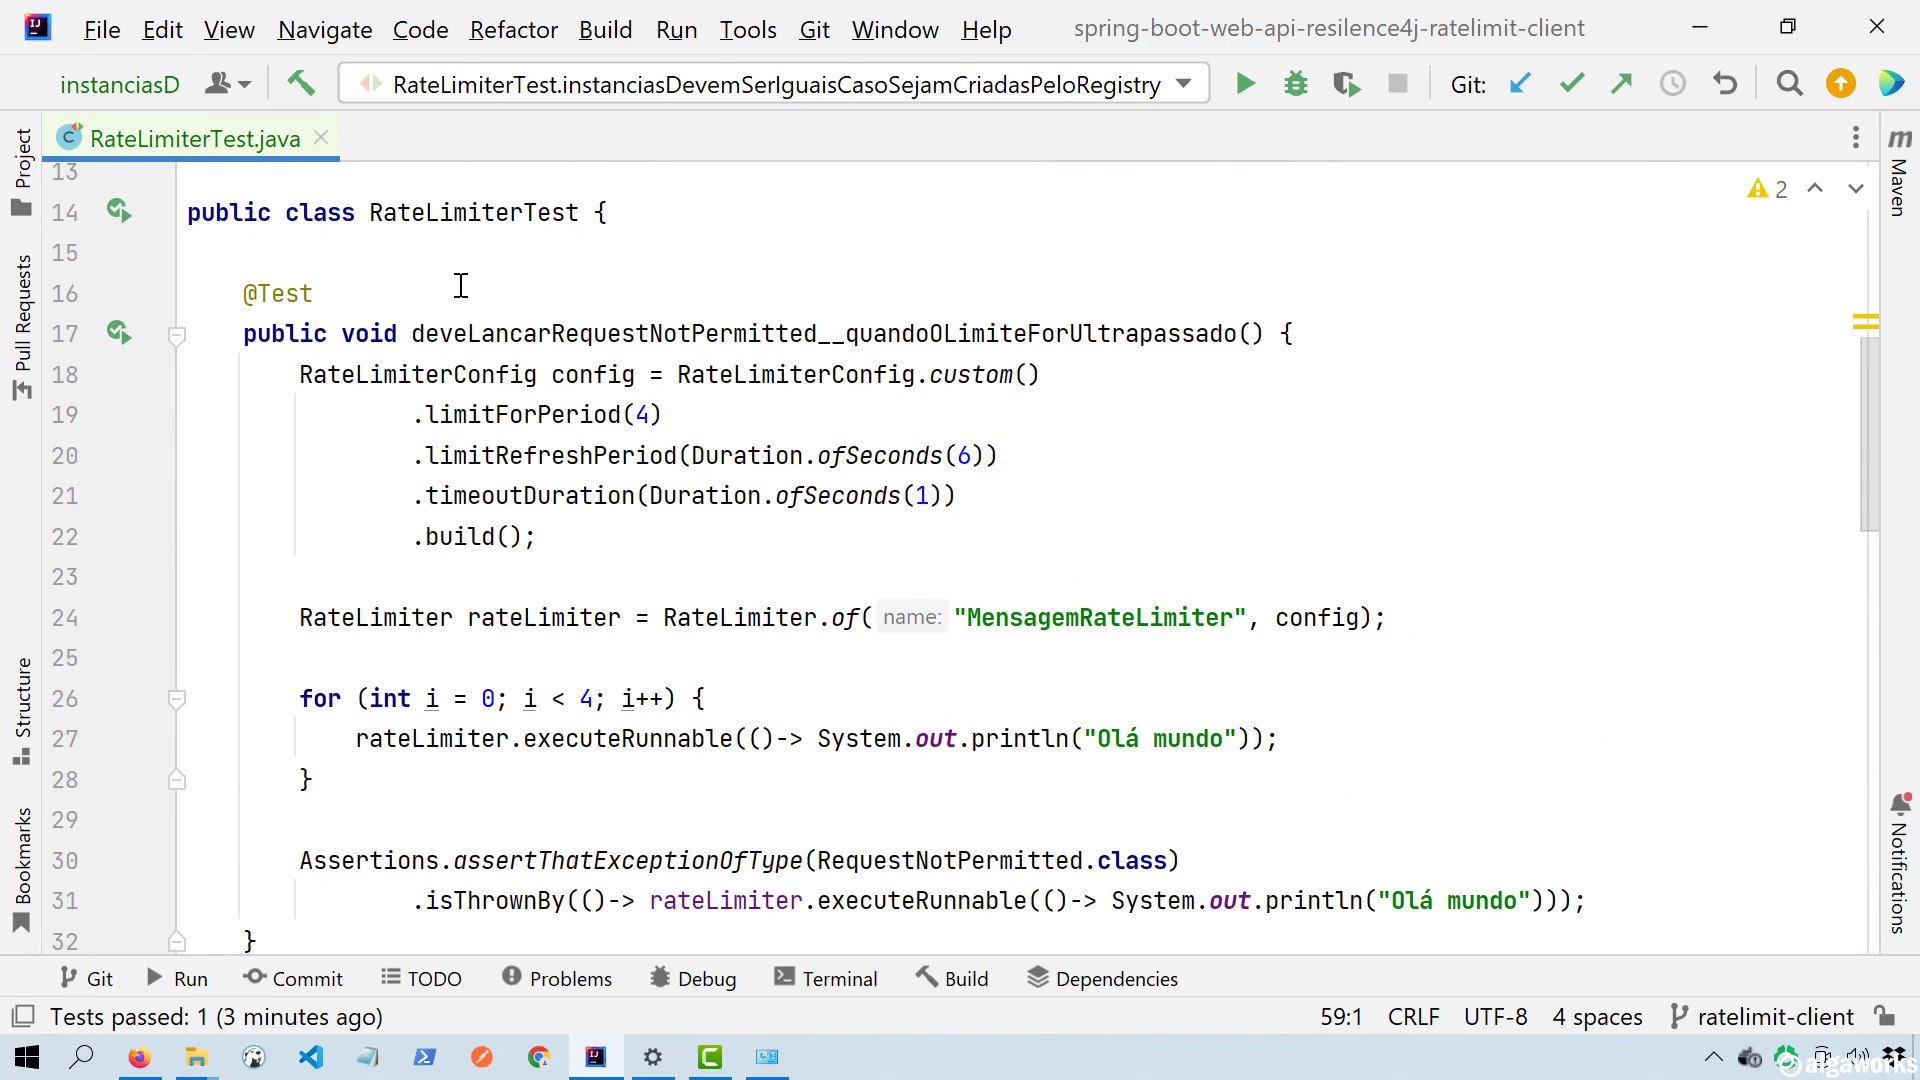 File Edit View Navigate Code Refactor Build Run Tools Git Window Help spring-boot-web-api-resilence4j-ratelimit-client
instanciasD RateLimiterTest.instanciasDevemSerIguaisCasoSejamCriadasPeloRegistry Git:
RateLimiterTest.java
Project
Pull Requests
Structure
Bookmarks
Maven
Notifications
2
13
14 public class RateLimiterTest {
15
16 @Test
17 public void deveLancarRequestNotPermitted__quandoOLimiteForUltrapassado() {
18 RateLimiterConfig config = RateLimiterConfig.custom()
19 .limitForPeriod(4)
20 .limitRefreshPeriod(Duration.ofSeconds(6))
21 .timeoutDuration(Duration.ofSeconds(1))
22 .build();
23
24 RateLimiter rateLimiter = RateLimiter.of( name: "MensagemRateLimiter", config);
25
26 for (int i = 0; i < 4; i++) {
27 rateLimiter.executeRunnable(()-> System.out.println("Olá mundo"));
28 }
29
30 Assertions.assertThatExceptionOfType(RequestNotPermitted.class)
31 .isThrownBy(()-> rateLimiter.executeRunnable(()-> System.out.println("Olá mundo")));
32 }
Git Run Commit TODO Problems Debug Terminal Build Dependencies
Tests passed: 1 (3 minutes ago) 59:1 CRLF UTF-8 4 spaces ratelimit-client
algaworks